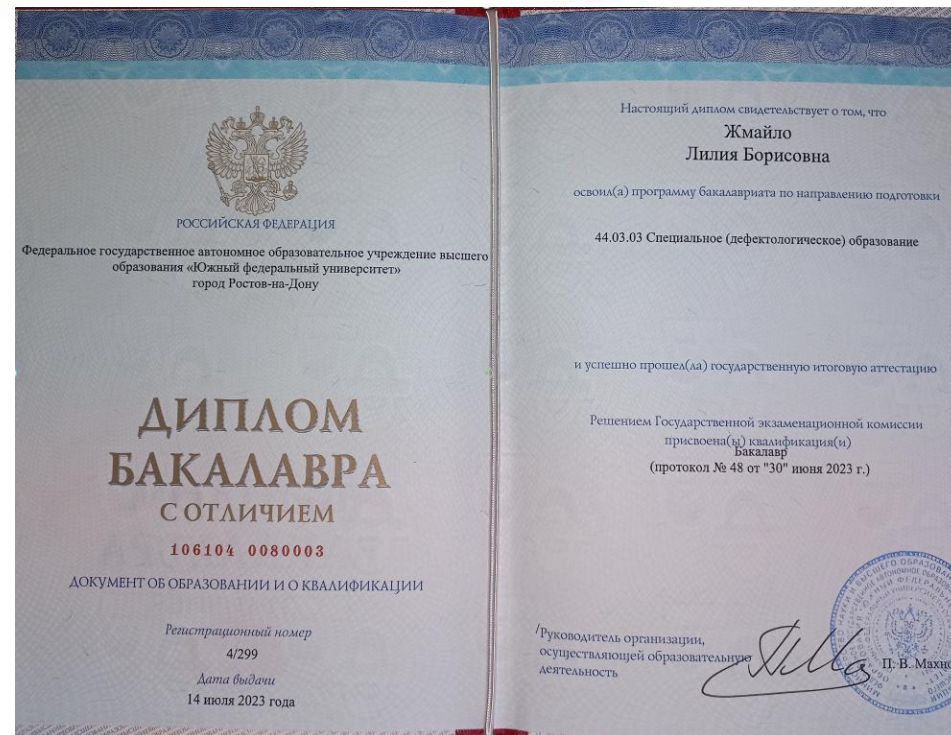 РОССИЙСКАЯ ФЕДЕРАЦИЯ
Федеральное государственное автономное образовательное учреждение высшего
образования «Южный федеральный университет»
город Ростов-на-Дону
ДИПЛОМ
БАКАЛАВРА
С ОТЛИЧИЕМ
106104 0080003
ДОКУМЕНТ ОБ ОБРАЗОВАНИИ И О КВАЛИФИКАЦИИ
Регистрационный номер
4/299
Дата выдачи
14 июля 2023 года
Настоящий диплом свидетельствует о том, что
Жмайло
Лилия Борисовна
освоил(а) программу бакалавриата по направлению подготовки
44.03.03 Специальное (дефектологическое) образование
и успешно прошел(ла) государственную итоговую аттестацию
Решением Государственной экзаменационной комиссии
присвоена(ы) квалификация(и)
Бакалавр
(протокол № 48 от "30" июня 2023 г.)
/Руководитель организации,
осуществляющей образовательную
деятельность
П. В. Махно